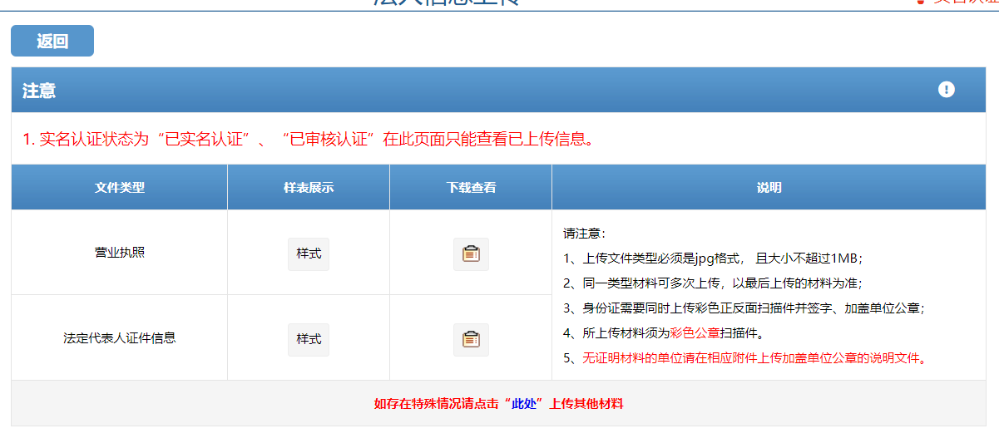 法人信息上传
实名认证
返回
注意
1. 实名认证状态为“已实名认证”、 “已审核认证”在此页面只能查看已上传信息。
文件类型 样表展示 下载查看 说明
营业执照 样式
法定代表人证件信息 样式
请注意：
1、上传文件类型必须是jpg格式， 且大小不超过1MB；
2、同一类型材料可多次上传，以最后上传的材料为准；
3、身份证需要同时上传彩色正反面扫描件并签字、加盖单位公章；
4、所上传材料须为彩色公章扫描件。
5、无证明材料的单位请在相应附件上传加盖单位公章的说明文件。
如存在特殊情况请点击“此处”上传其他材料